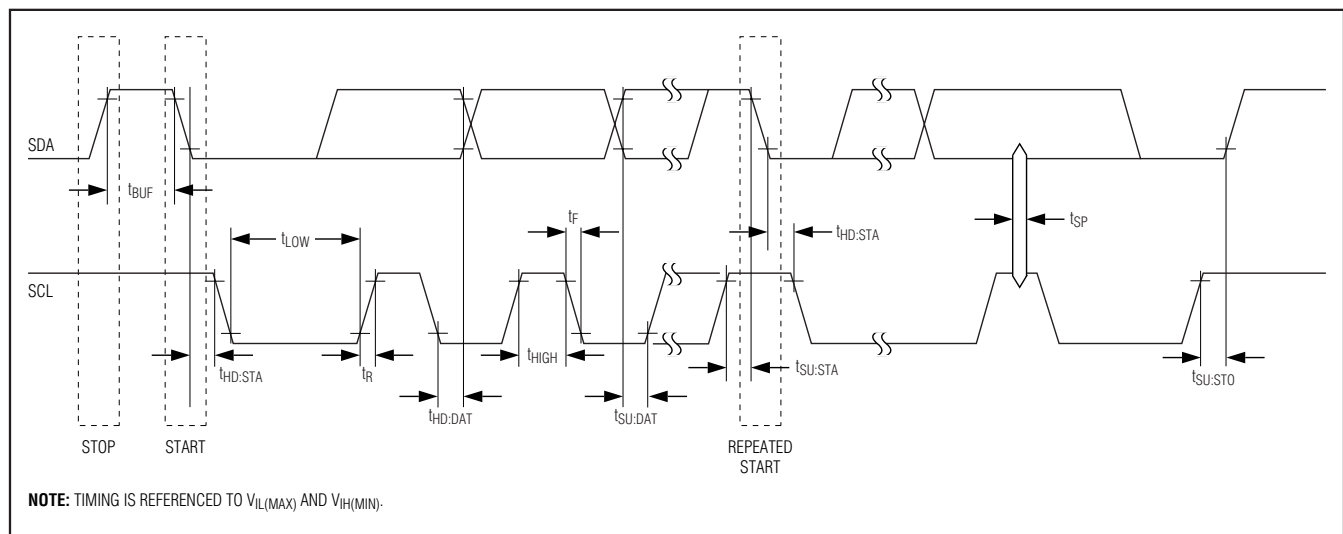 SDA
t_BUF
t_LOW
t_F
t_HD:STA
t_SP
SCL
t_HD:STA
t_R
t_HIGH
t_SU:STA
t_SU:STO
t_HD:DAT
t_SU:DAT
STOP
START
REPEATED
START
NOTE: TIMING IS REFERENCED TO V_IL(MAX) AND V_IH(MIN).